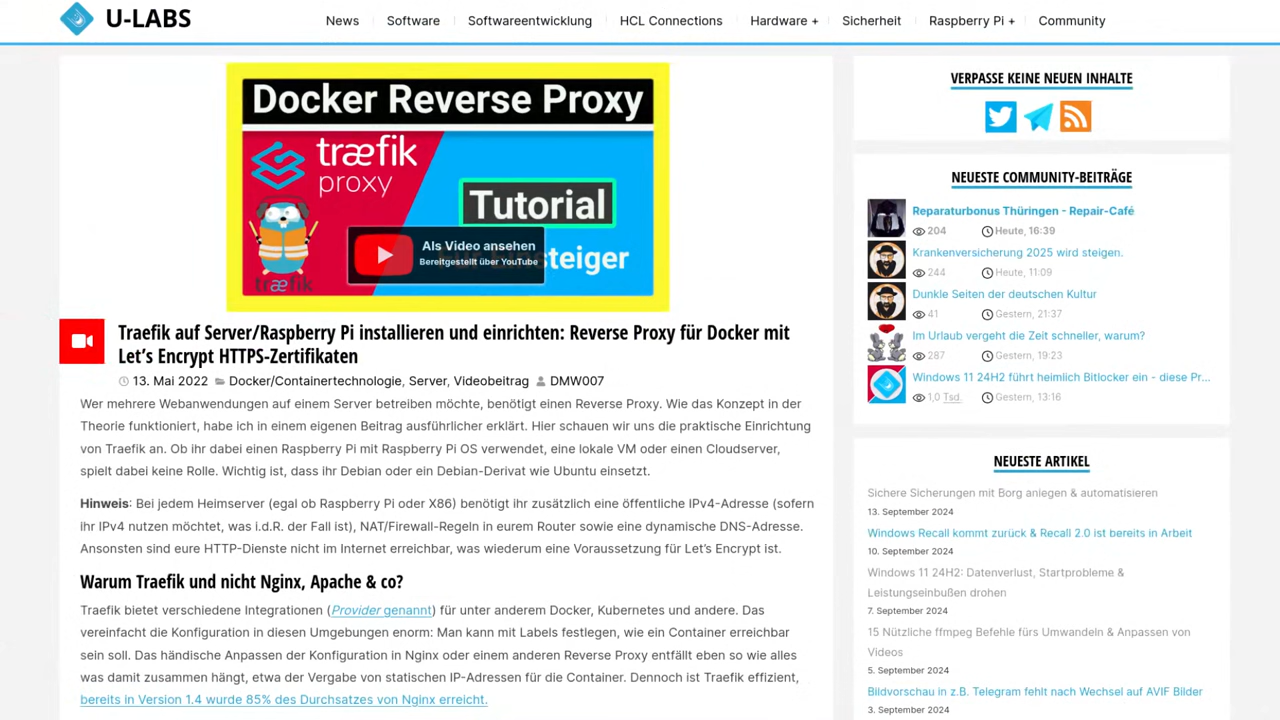 U-LABS
News
Software
Softwareentwicklung
HCL Connections
Hardware +
Sicherheit
Raspberry Pi +
Community
Docker Reverse Proxy
træfik
proxy
Tutorial
Für Einsteiger
træfik
Als Video ansehen
Bereitgestellt über YouTube
Traefik auf Server/Raspberry Pi installieren und einrichten: Reverse Proxy für Docker mit
Let’s Encrypt HTTPS-Zertifikaten
13. Mai 2022 Docker/Containertechnologie, Server, Videobeitrag DMW007
Wer mehrere Webanwendungen auf einem Server betreiben möchte, benötigt einen Reverse Proxy. Wie das Konzept in der
Theorie funktioniert, habe ich in einem eigenen Beitrag ausführlicher erklärt. Hier schauen wir uns die praktische Einrichtung
von Traefik an. Ob ihr dabei einen Raspberry Pi mit Raspberry Pi OS verwendet, eine lokale VM oder einen Cloudserver,
spielt dabei keine Rolle. Wichtig ist, dass ihr Debian oder ein Debian-Derivat wie Ubuntu einsetzt.
Hinweis: Bei jedem Heimserver (egal ob Raspberry Pi oder X86) benötigt ihr zusätzlich eine öffentliche IPv4-Adresse (sofern
ihr IPv4 nutzen möchtet, was i.d.R. der Fall ist), NAT/Firewall-Regeln in eurem Router sowie eine dynamische DNS-Adresse.
Ansonsten sind eure HTTP-Dienste nicht im Internet erreichbar, was wiederum eine Voraussetzung für Let’s Encrypt ist.
Warum Traefik und nicht Nginx, Apache & co?
Traefik bietet verschiedene Integrationen (Provider genannt) für unter anderem Docker, Kubernetes und andere. Das
vereinfacht die Konfiguration in diesen Umgebungen enorm: Man kann mit Labels festlegen, wie ein Container erreichbar
sein soll. Das händische Anpassen der Konfiguration in Nginx oder einem anderen Reverse Proxy entfällt eben so wie alles
was damit zusammen hängt, etwa der Vergabe von statischen IP-Adressen für die Container. Dennoch ist Traefik effizient,
bereits in Version 1.4 wurde 85% des Durchsatzes von Nginx erreicht.
VERPASSE KEINE NEUEN INHALTE
NEUESTE COMMUNITY-BEITRÄGE
Reparaturbonus Thüringen - Repair-Café
204 Heute, 16:39
Krankenversicherung 2025 wird steigen.
244 Heute, 11:09
Dunkle Seiten der deutschen Kultur
41 Gestern, 21:37
Im Urlaub vergeht die Zeit schneller, warum?
287 Gestern, 19:23
Windows 11 24H2 führt heimlich Bitlocker ein - diese Pr...
1,0 Tsd. Gestern, 13:16
NEUESTE ARTIKEL
Sichere Sicherungen mit Borg anlegen & automatisieren
13. September 2024
Windows Recall kommt zurück & Recall 2.0 ist bereits in Arbeit
10. September 2024
Windows 11 24H2: Datenverlust, Startprobleme &
Leistungseinbußen drohen
7. September 2024
15 Nützliche ffmpeg Befehle fürs Umwandeln & Anpassen von
Videos
5. September 2024
Bildvorschau in z.B. Telegram fehlt nach Wechsel auf AVIF Bilder
3. September 2024